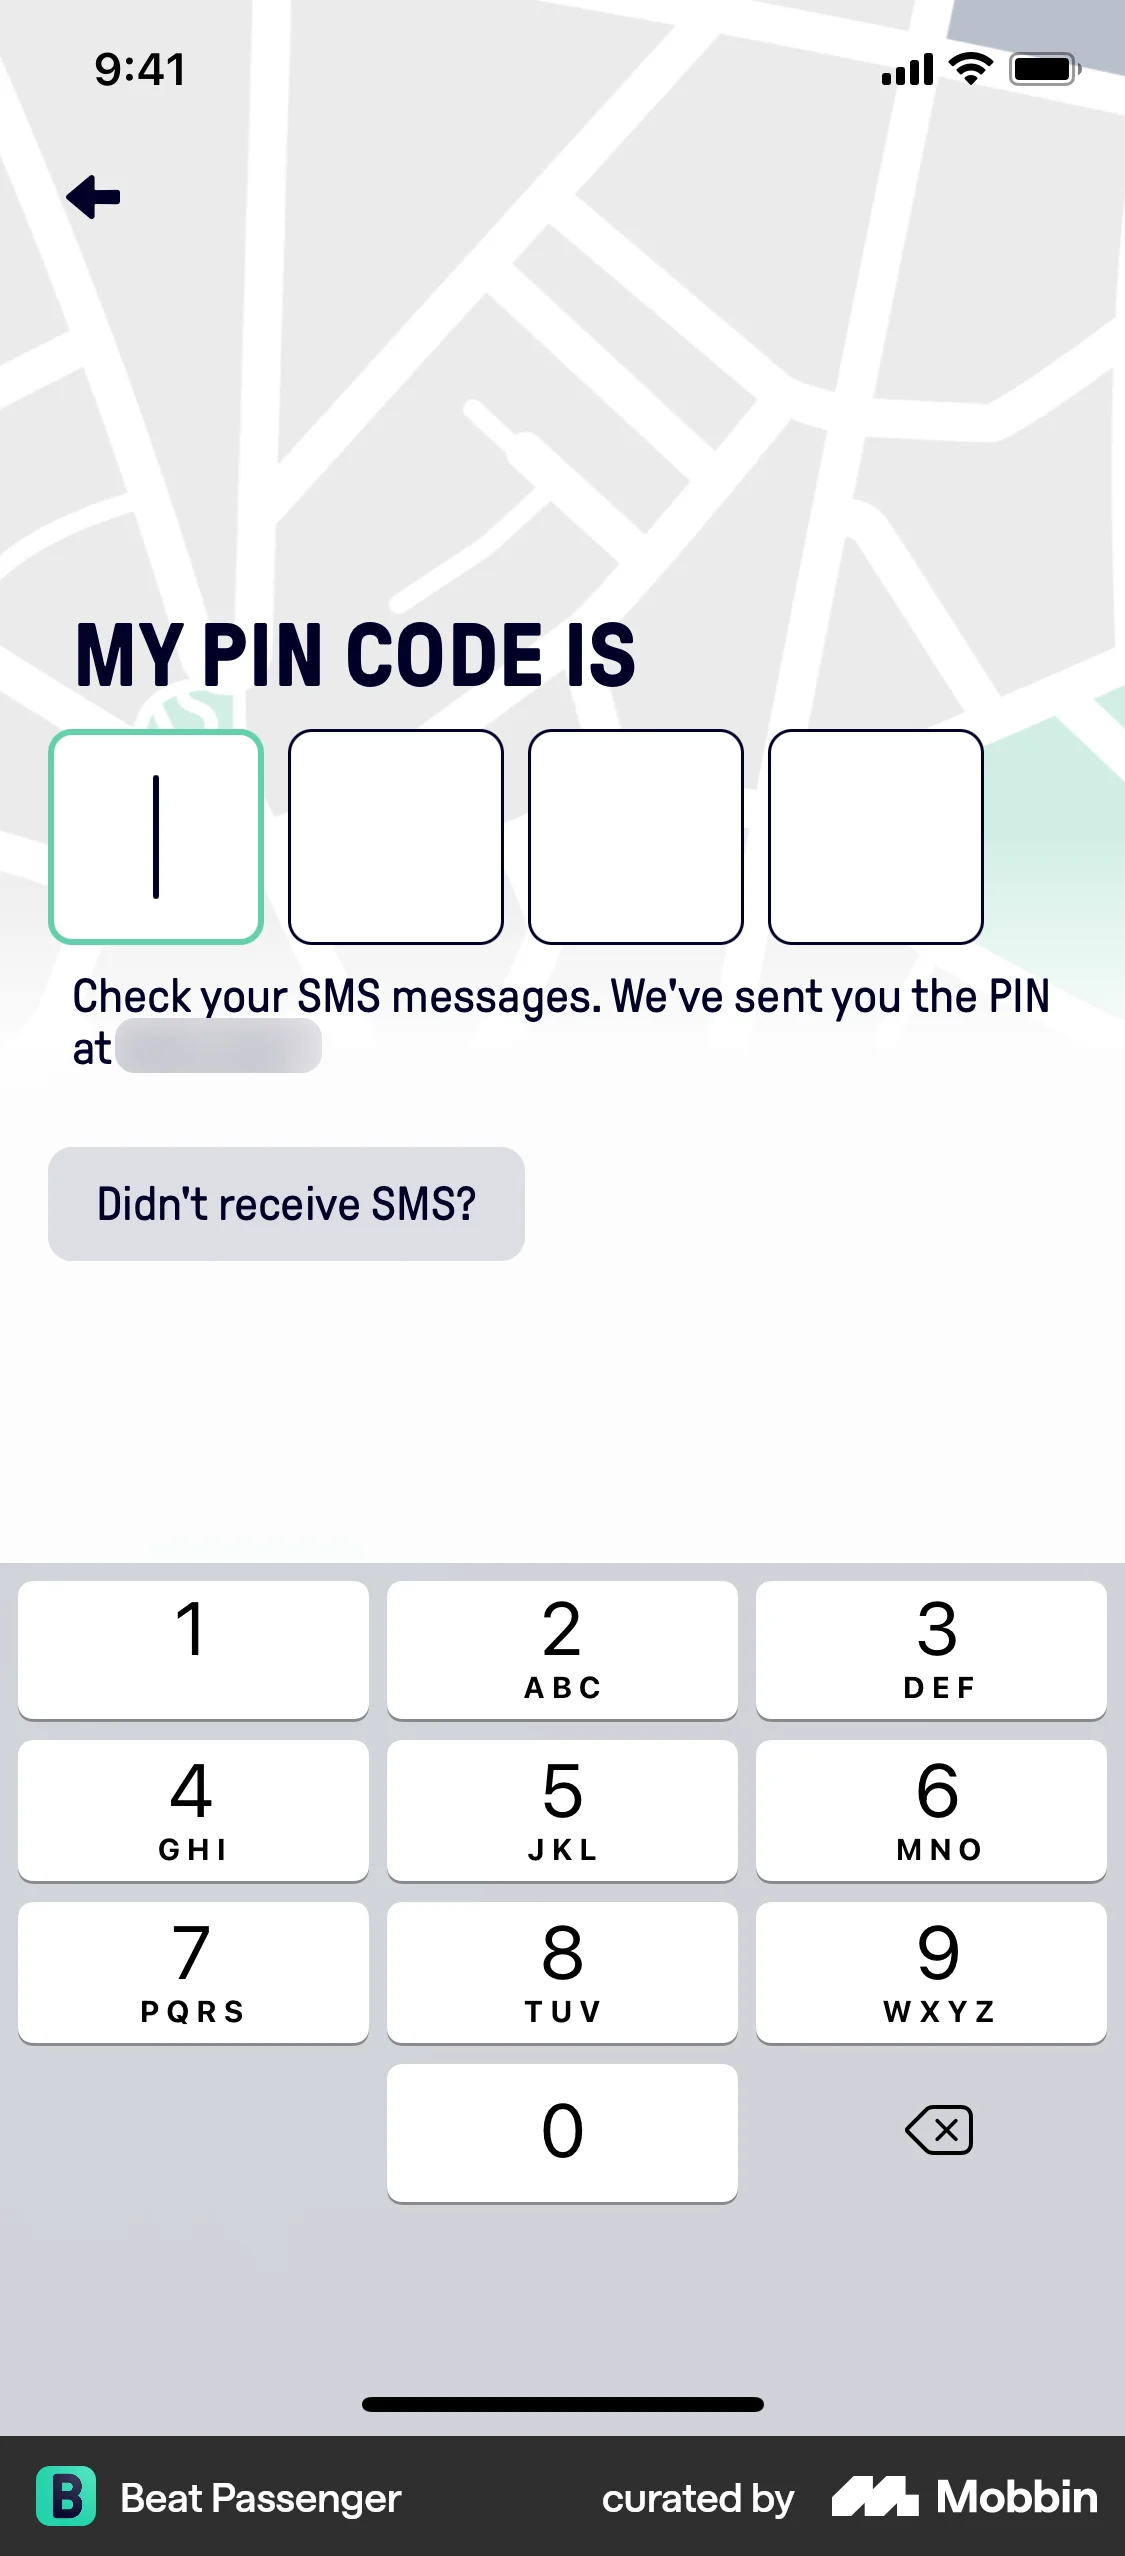 9:41
MY PIN CODE IS
Check your SMS messages. We've sent you the PIN
at
Didn't receive SMS?
1
2
ABC
3
DEF
4
GHI
5
JKL
6
MNO
7
PQRS
8
TUV
9
WXYZ
0
B Beat Passenger
curated by Mobbin